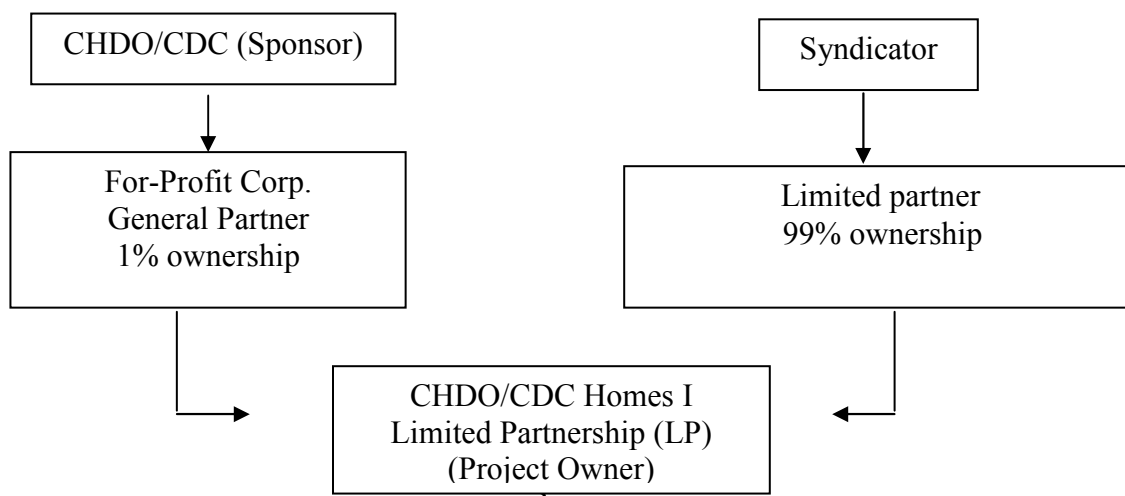 CHDO/CDC (Sponsor)
Syndicator
For-Profit Corp.
General Partner
1% ownership
Limited partner
99% ownership
CHDO/CDC Homes I
Limited Partnership (LP)
(Project Owner)